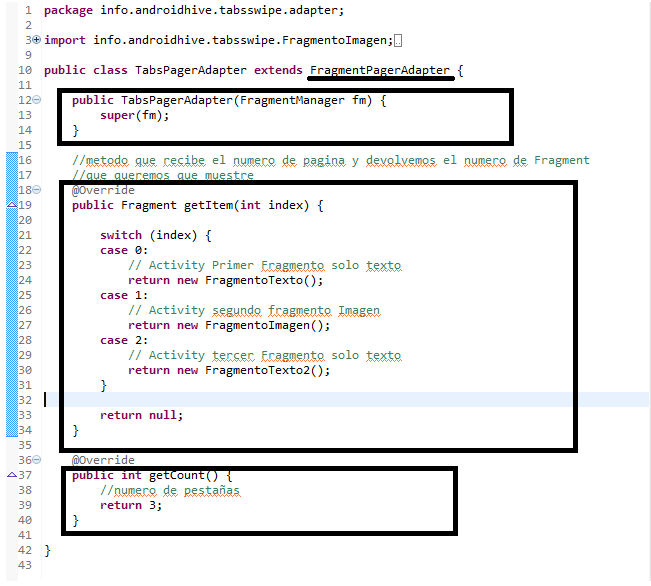 1 package info.androidhive.tabsswipe.adapter;
2
3 import info.androidhive.tabsswipe.FragmentoImagen;
9
10 public class TabsPagerAdapter extends FragmentPagerAdapter {
11
12 public TabsPagerAdapter(FragmentManager fm) {
13 super(fm);
14 }
15
16 //metodo que recibe el numero de pagina y devolvemos el numero de Fragment
17 //que queremos que muestre
18 @Override
19 public Fragment getItem(int index) {
20
21 switch (index) {
22 case 0:
23 // Activity Primer Fragmento solo texto
24 return new FragmentoTexto();
25 case 1:
26 // Activity segundo fragmento Imagen
27 return new FragmentoImagen();
28 case 2:
29 // Activity tercer Fragmento solo texto
30 return new FragmentoTexto2();
31 }
32
33 return null;
34 }
35
36 @Override
37 public int getCount() {
38 //numero de pestañas
39 return 3;
40 }
41
42 }
43